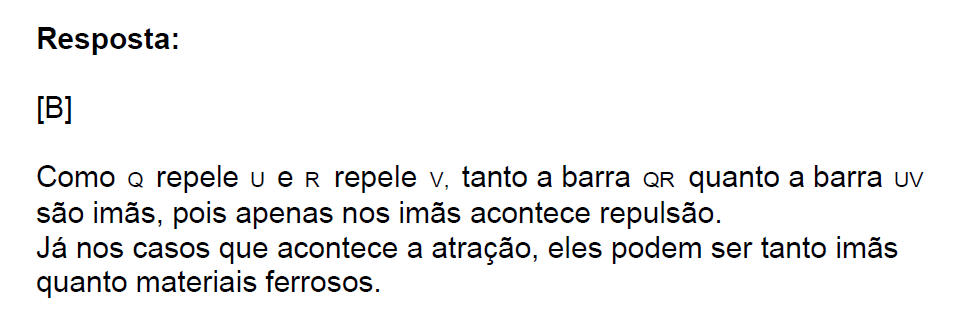 Resposta:
[B]
Como Q repele U e R repele V, tanto a barra QR quanto a barra UV
são imãs, pois apenas nos imãs acontece repulsão.
Já nos casos que acontece a atração, eles podem ser tanto imãs
quanto materiais ferrosos.